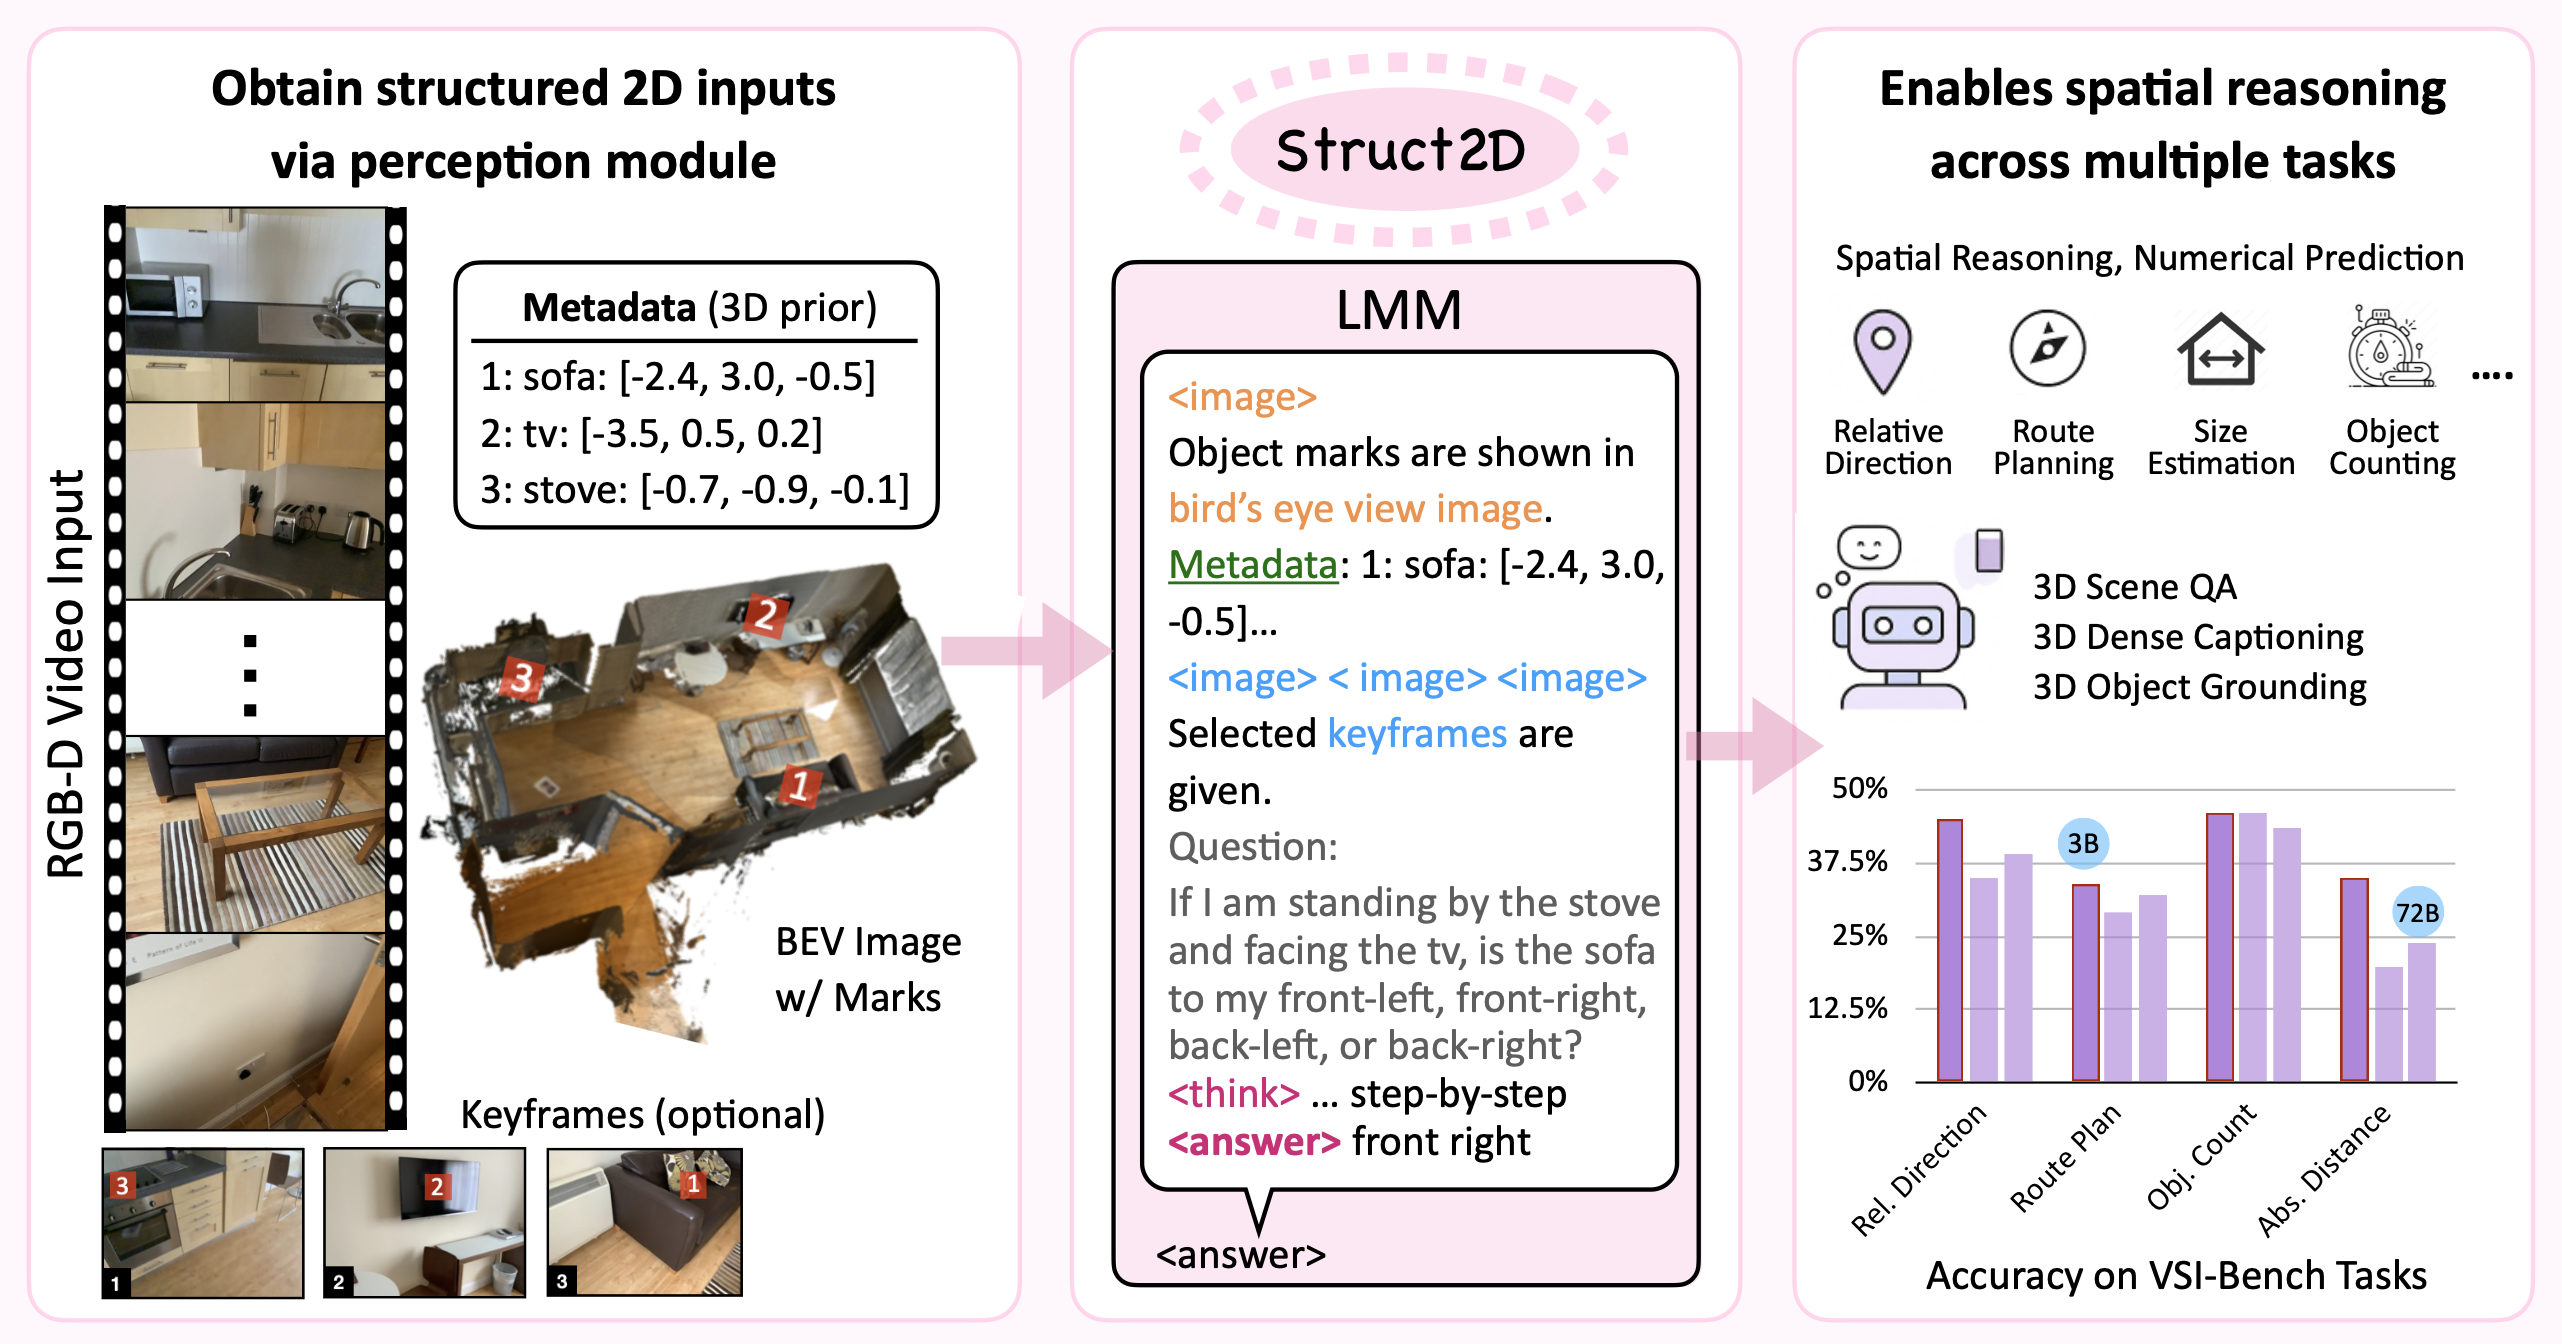 Obtain structured 2D inputs
via perception module
RGB-D Video Input
Metadata (3D prior)
1: sofa: [-2.4, 3.0, -0.5]
2: tv: [-3.5, 0.5, 0.2]
3: stove: [-0.7, -0.9, -0.1]
2
3
1
BEV Image
w/ Marks
Keyframes (optional)
3
1
2
2
1
3
Struct2D
LMM
<image>
Object marks are shown in
bird’s eye view image.
Metadata: 1: sofa: [-2.4, 3.0,
-0.5]...
<image> < image> <image>
Selected keyframes are
given.
Question:
If I am standing by the stove
and facing the tv, is the sofa
to my front-left, front-right,
back-left, or back-right?
<think> ... step-by-step
<answer> front right
<answer>
Enables spatial reasoning
across multiple tasks
Spatial Reasoning, Numerical Prediction
Relative
Direction
Route
Planning
Size
Estimation
Object
Counting
....
3D Scene QA
3D Dense Captioning
3D Object Grounding
50%
37.5%
25%
12.5%
0%
3B
72B
Rel. Direction
Route Plan
Obj. Count
Abs. Distance
Accuracy on VSI-Bench Tasks